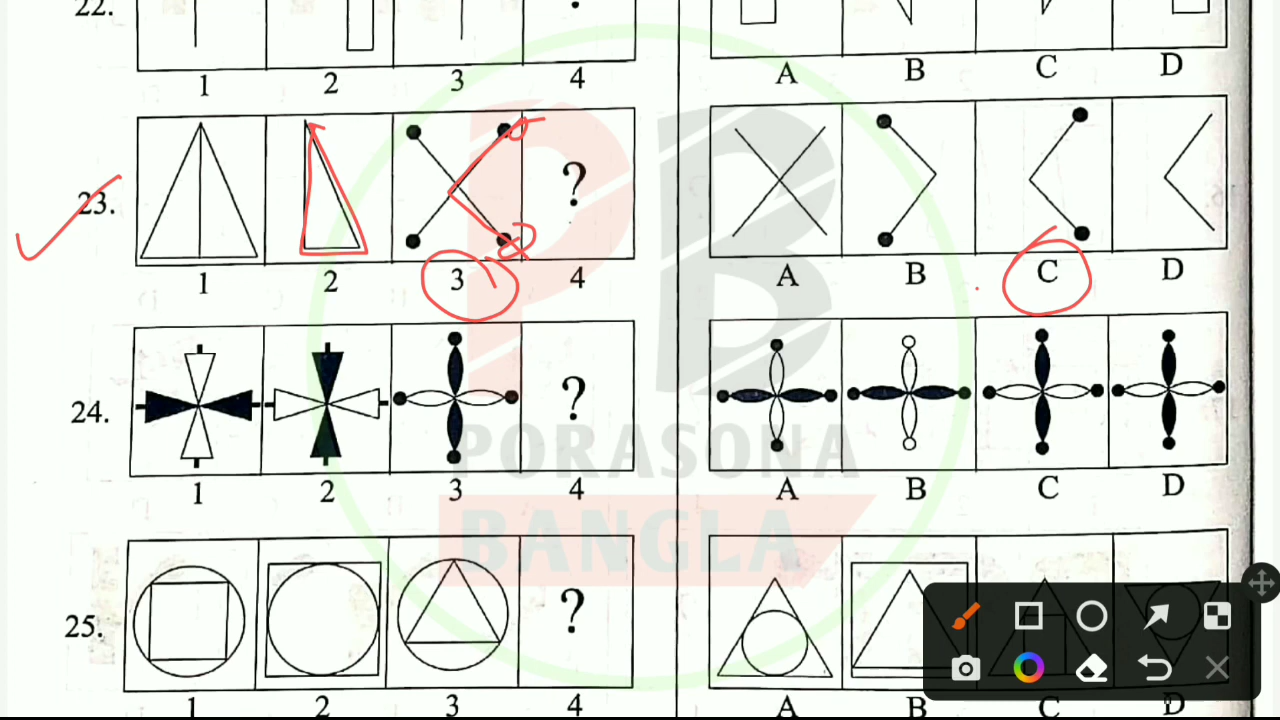 22.
1 2 3 4 A B C D
?
23.
1 2 3 4 A B C D
?
24.
1 2 3 4 A B C D
?
25.
1 2 3 4 A B C D
PB
PORASONA
BANGLA